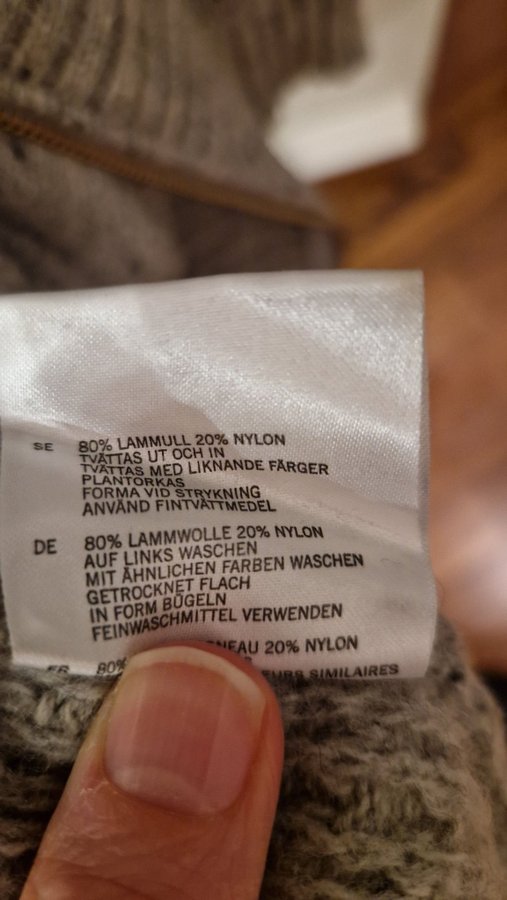 SE 80% LAMMULL 20% NYLON
TVÄTTAS UT OCH IN
TVÄTTAS MED LIKNANDE FÄRGER
PLANTORKAS
FORMA VID STRYKNING
ANVÄND FINTVÄTTMEDEL
DE 80% LAMMWOLLE 20% NYLON
AUF LINKS WASCHEN
MIT ÄHNLICHEN FARBEN WASCHEN
GETROCKNET FLACH
IN FORM BÜGELN
FEINWASCHMITTEL VERWENDEN
FR 80% 20% NYLON
SIMILAIRES